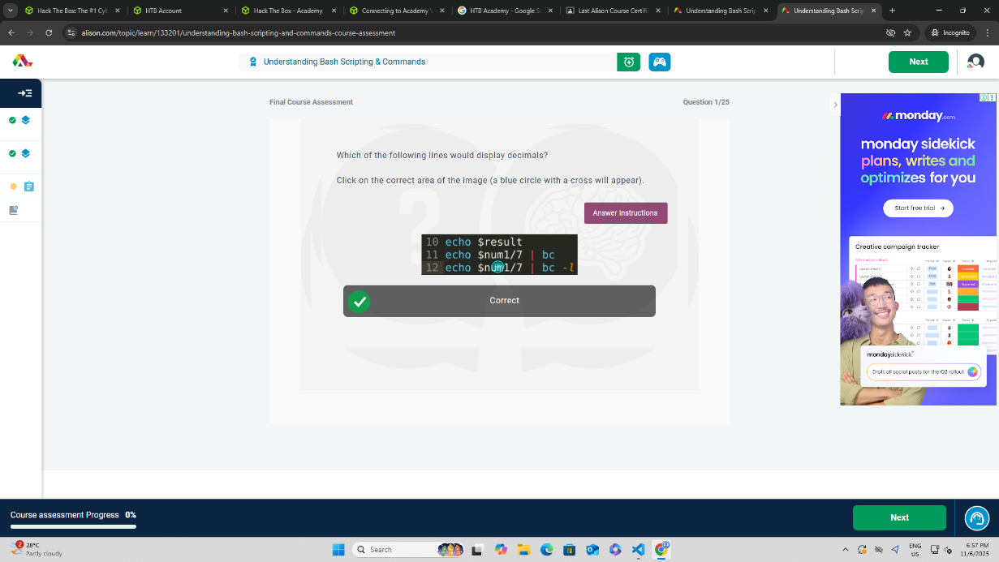 Hack The Box: The #1 Cyb
HTB Account
Hack The Box - Academy
Connecting to Academy V
HTB Academy - Google Se
Last Alison Course Certific
Understanding Bash Scrip
Understanding Bash Scrip
alison.com/topic/learn/133201/understanding-bash-scripting-and-commands-course-assessment
Incognito
Understanding Bash Scripting & Commands
Next
Final Course Assessment
Question 1/25
Which of the following lines would display decimals?
Click on the correct area of the image (a blue circle with a cross will appear).
Answer Instructions
10 echo $result
11 echo $num1/7 | bc
12 echo $num1/7 | bc -l
Correct
monday.com
monday sidekick
plans, writes and
optimizes for you
Start free trial →
Creative campaign tracker
mondaysidekick
Draft all social posts for the Q3 rollout
Course assessment Progress 0%
Next
2
28°C
Partly cloudy
Search
ENG
US
6:57 PM
11/6/2025